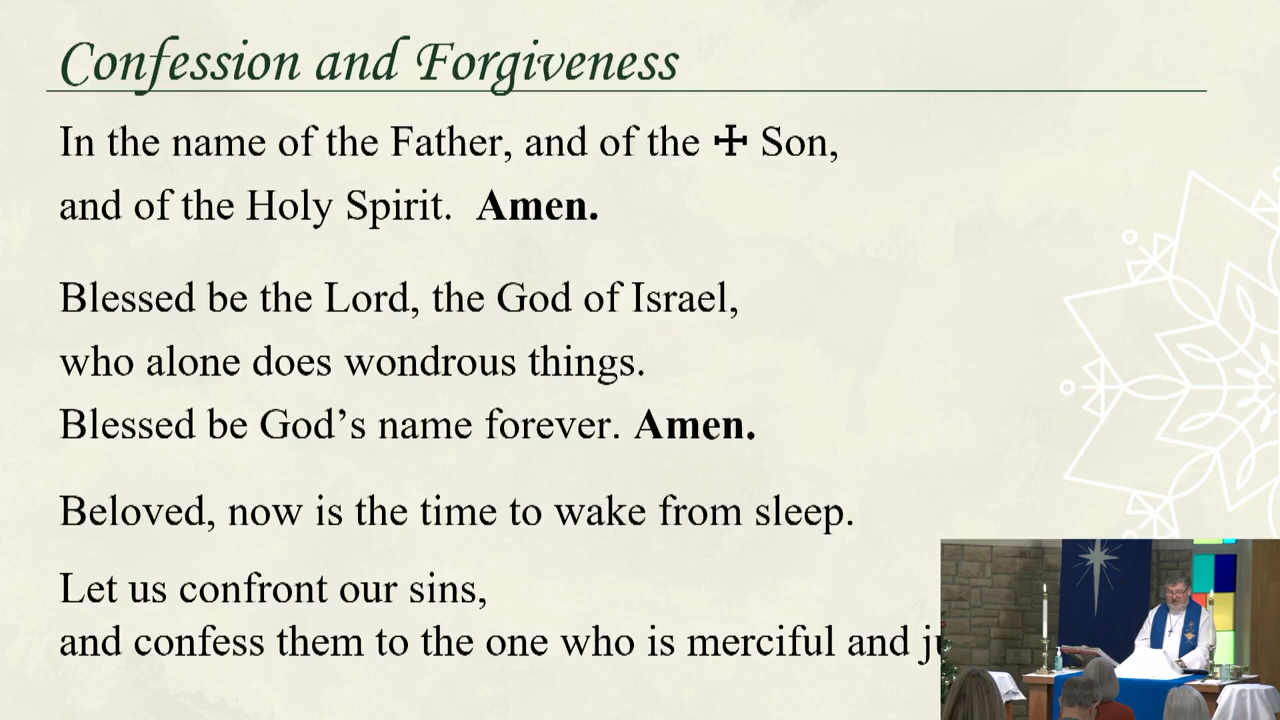 Confession and Forgiveness
In the name of the Father, and of the ☩ Son,
and of the Holy Spirit. Amen.
Blessed be the Lord, the God of Israel,
who alone does wondrous things.
Blessed be God’s name forever. Amen.
Beloved, now is the time to wake from sleep.
Let us confront our sins,
and confess them to the one who is merciful and